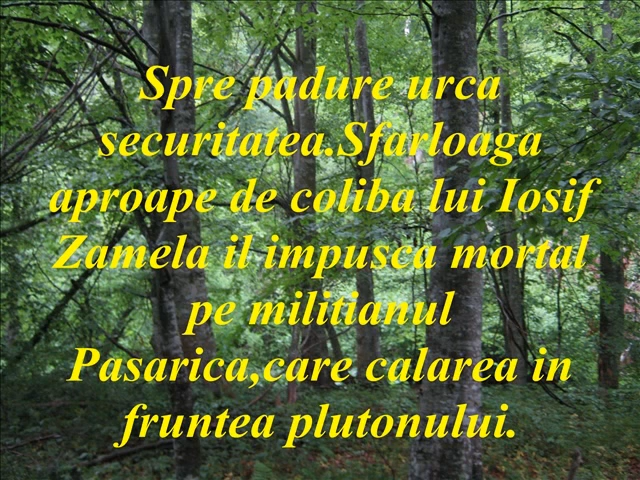 Spre padure urca
securitatea.Sfarloaga
aproape de coliba lui Iosif
Zamela il impusca mortal
pe militianul
Pasarica,care calarea in
fruntea plutonului.